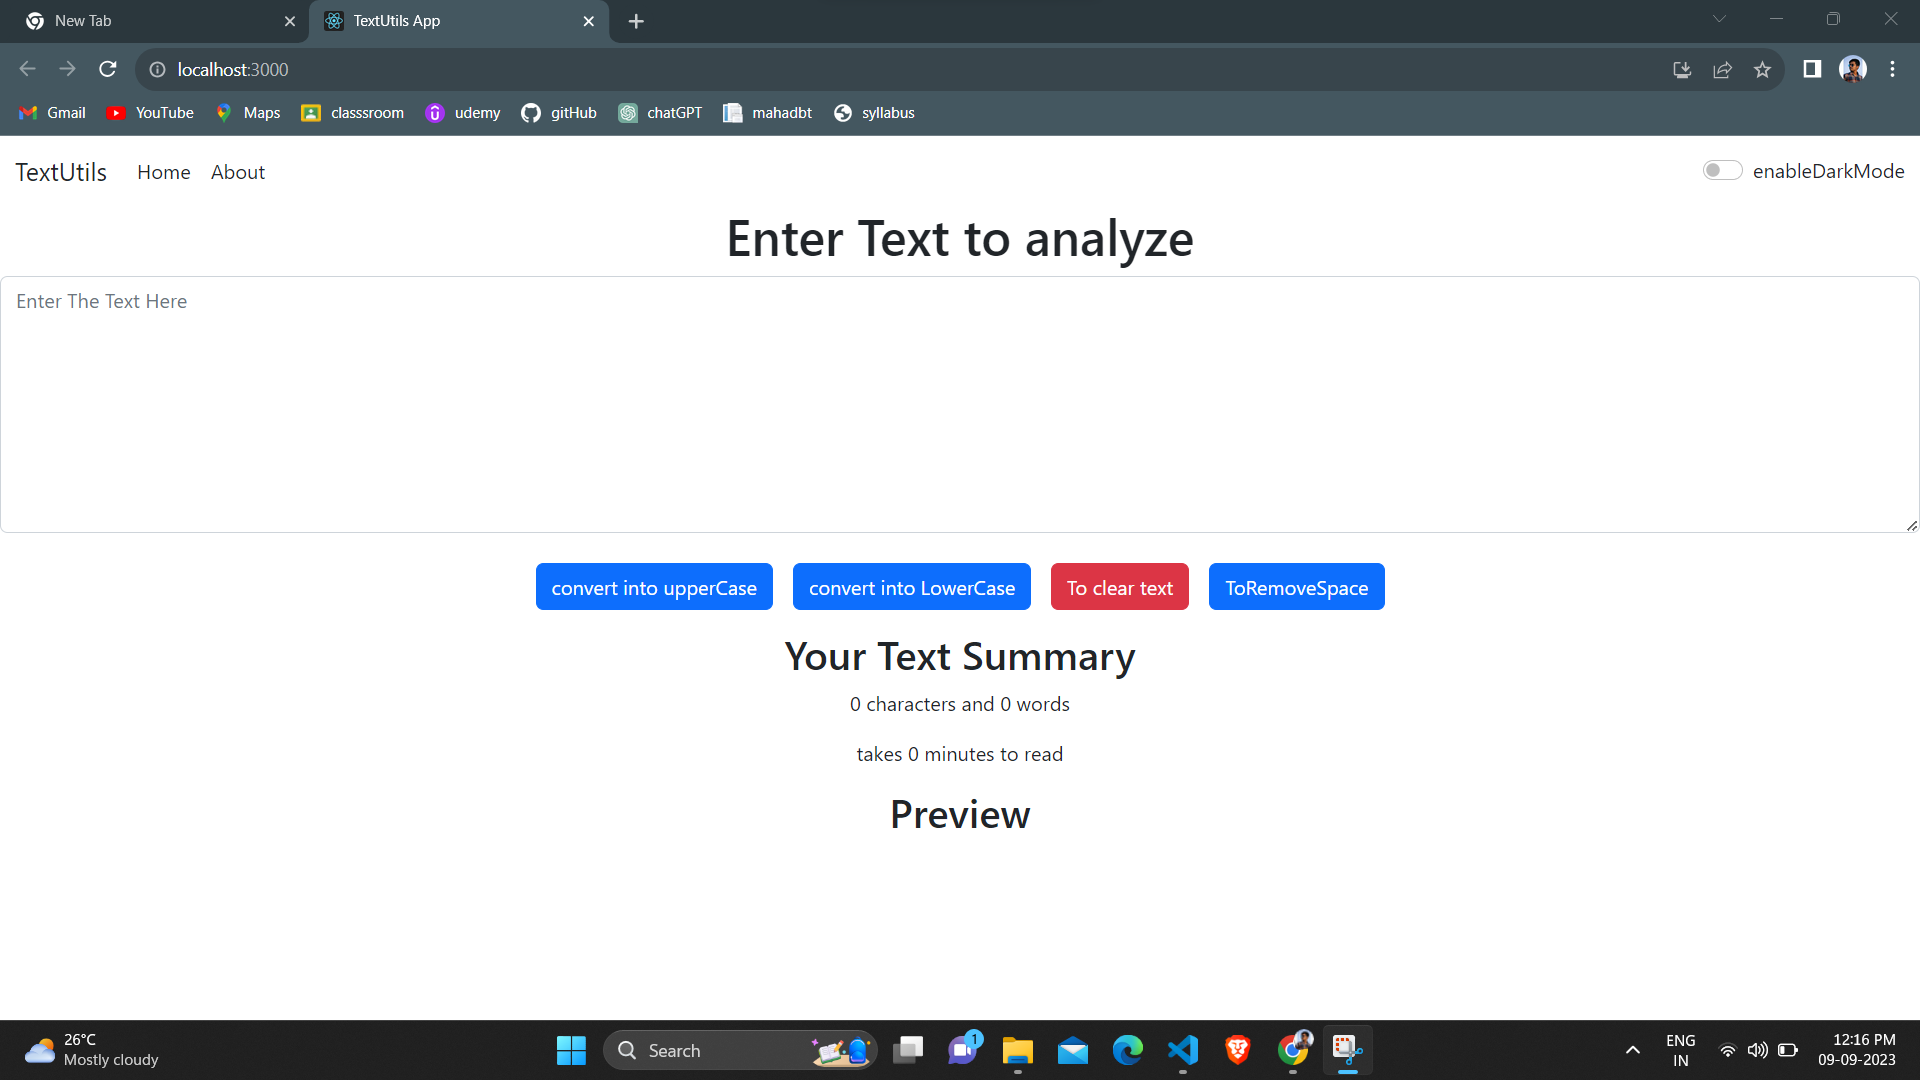 New Tab
TextUtils App
localhost:3000
Gmail YouTube Maps classsroom udemy gitHub chatGPT mahadbt syllabus
TextUtils Home About enableDarkMode
Enter Text to analyze
Enter The Text Here
convert into upperCase convert into LowerCase To clear text ToRemoveSpace
Your Text Summary
0 characters and 0 words
takes 0 minutes to read
Preview
26°C
Mostly cloudy
Search
1
ENG
IN
12:16 PM
09-09-2023